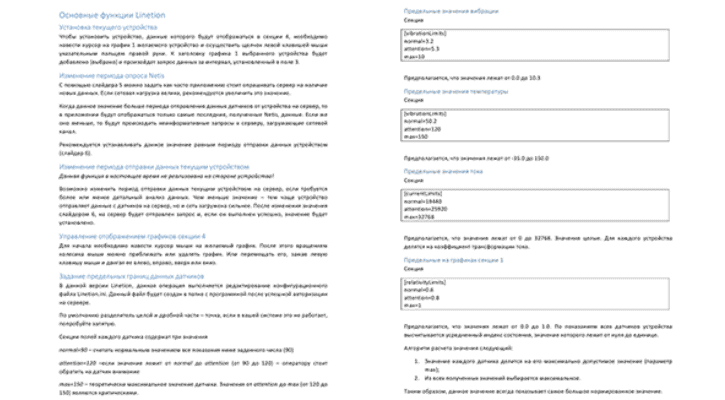 Основные функции Linetion
Установка текущего устройства
Чтобы установить устройство, данные которого будут отображаться в секции 4, необходимо
навести курсор на график 1 желаемого устройства и осуществить щелчек левой клавишей мыши
указательным пальцем правой руки. К заголовку графика 1 выбранного устройства будет
добавлено (выбрано) и произойдет запрос данных за интервал, установленный в поле 3.
Изменение периода опроса Netis
С помощью слайдера 5 можно задать как часто приложение стоит опрашивать сервер на наличие
новых данных. Если сетевая нагрузка велика, рекомендуется увеличить это значение.
Когда данное значение больше периода отправления данных датчиков от устройства на сервер, то
в приложении будут отображаться только самые последние, полученные Netis, данные. Если же
оно меньше, то будут происходить неинформативные запросы к серверу, загружающие сетевой
канал.
Рекомендуется устанавливать данное значение равным периоду отправки данных устройством
(слайдер 6).
Изменение периода отправки данных текущим устройством
Данная функция в настоящее время не реализована на стороне устройства!
Возможно изменить период отправки данных текущим устройством на сервер, если требуется
более или менее детальный анализ данных. Чем меньше значение – тем чаще устройство
отправляет данные с датчиков на сервер, но и сеть загружена сильнее. После изменения значения
слайдером 6, на сервер будет отправлен запрос и, если он выполнен успешно, значение будет
установлено.
Управление отображением графиков секции 4
Для начала необходимо навести курсор мыши на желаемый график. После этого вращением
колесика мыши можно приближать или удалять график. Или перемещать его, зажав левую
клавишу мыши и двигая ее влево, вправо, вверх или вниз.
Задание предельных границ данных датчиков
В данной версии Linetion, данное операция выполняется редактирование конфигурационного
файла Linetion.ini. Данный файл будет создан в папке с программой после успешной авторизации
на сервере.
По умолчанию разделитель целой и дробной части – точка, если в вашей системе это не работает,
попробуйте запятую.
Секции полей каждого датчика содержат три значения
normal=90 – считать нормальным значением все показания ниже заданного числа (90)
attention=120 –если значение лежит от normal до attention (от 90 до 120) – оператору стоит
обратить на датчик внимание
max=150 – теоретически максимальное значение датчика. Значения от attention до max (от 120 до
150) являются критическими.
Предельные значения вибрации
Секция
[vibrationLimits]
normal=3.2
attention=5.3
max=10
Предполагается, что значения лежат от 0.0 до 10.3
Предельные значения температуры
Секция
[vibrationLimits]
normal=50.2
attention=120
max=150
Предполагается, что значения лежат от -35.0 до 150.0
Предельные значения тока
Секция
[currentLimits]
normal=18440
attention=25920
max=32768
Предполагается, что значения лежат от 0 до 32768. Значения целые. Для каждого устройства
делятся на коэффициент трансформации тока.
Предельные на графиках секции 1
Секция
[relativityLimits]
normal=0.6
attention=0.8
max=1
Предполагается, что значения лежат от 0.0 до 1.0. По показаниям всех датчиков устройства
высчитывается усредненный индекс состояния, значения которого лежит от нуля до единицы.
Алгоритм расчета значения следующий:
1. Значение каждого датчика делится на его максимально допустимое значение (параметр
max);
2. Из всех полученных значений выбирается максимальное.
Таким образом, данное значение всегда показывает самое большое нормированное значение.